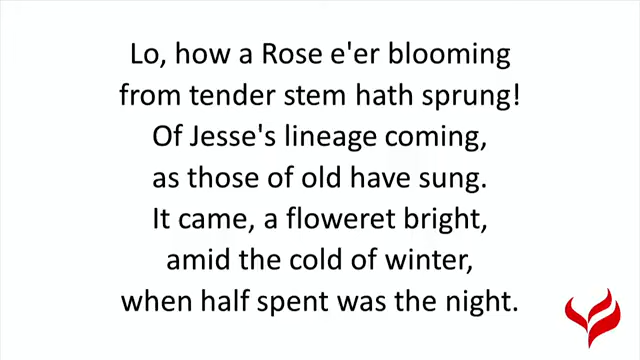 Lo, how a Rose e'er blooming
from tender stem hath sprung!
Of Jesse's lineage coming,
as those of old have sung.
It came, a floweret bright,
amid the cold of winter,
when half spent was the night.